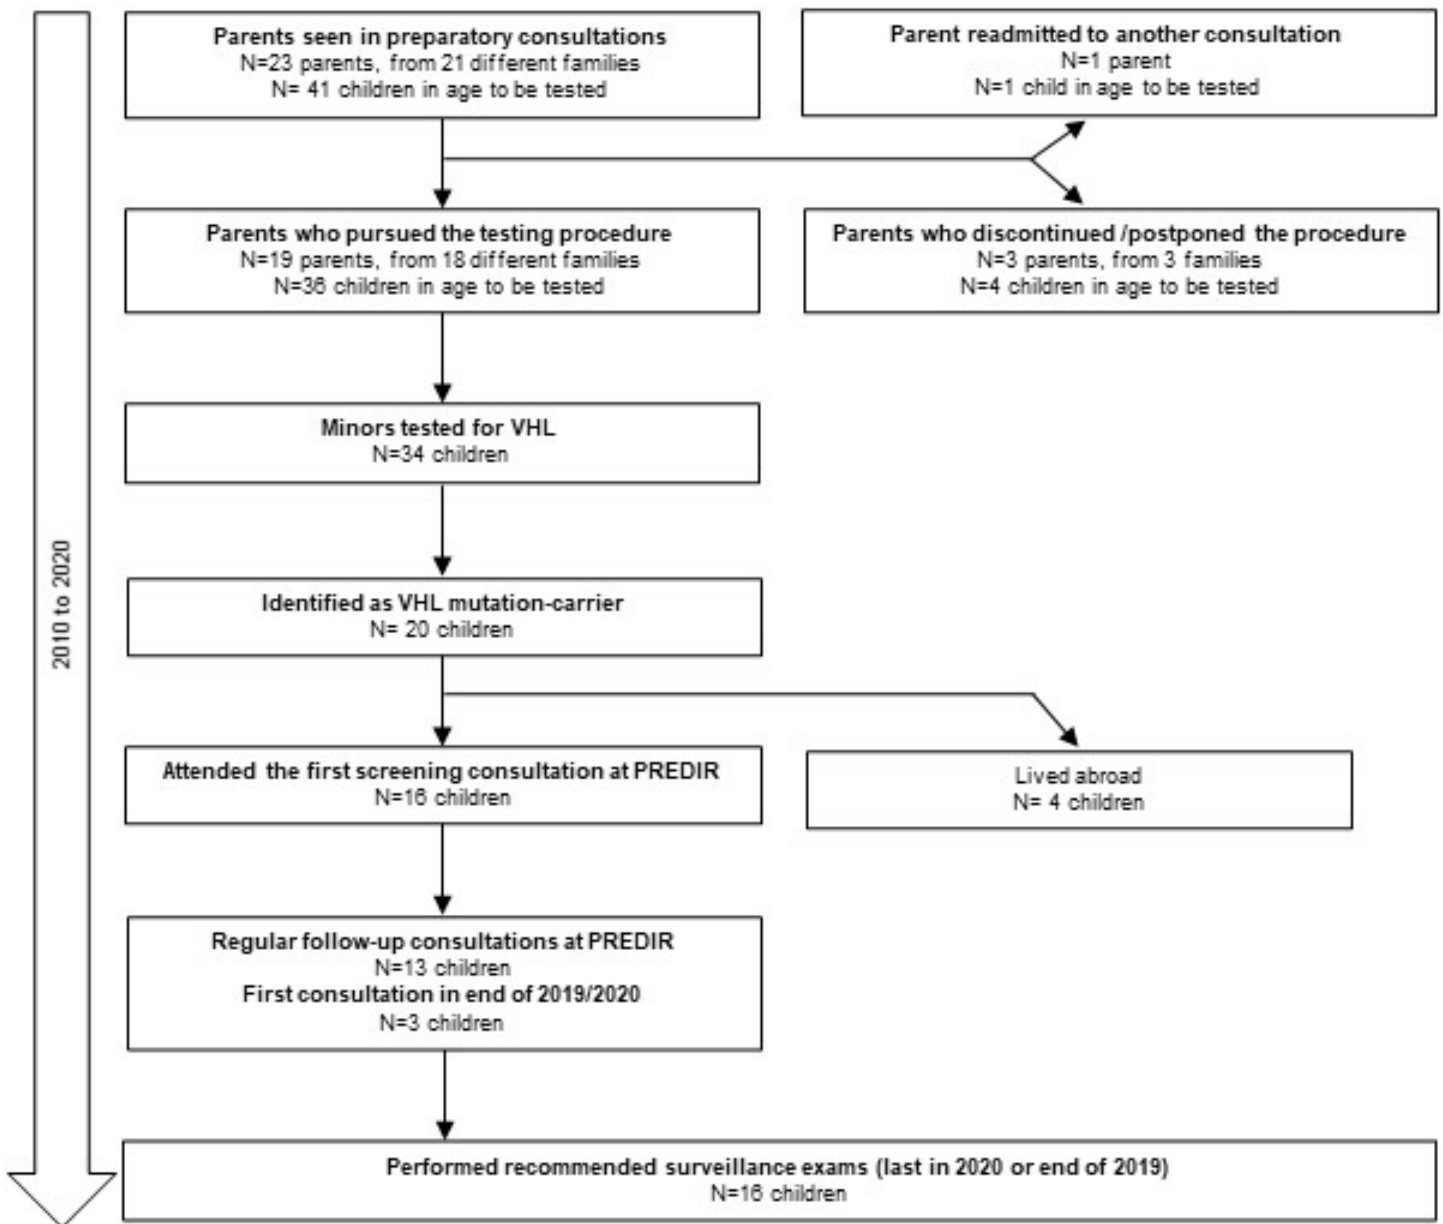 Parents seen in preparatory consultations
N=23 parents, from 21 different families
N= 41 children in age to be tested
Parent readmitted to another consultation
N=1 parent
N=1 child in age to be tested
Parents who pursued the testing procedure
N=19 parents, from 18 different families
N=36 children in age to be tested
Parents who discontinued /postponed the procedure
N=3 parents, from 3 families
N=4 children in age to be tested
Minors tested for VHL
N=34 children
2010 to 2020
Identified as VHL mutation-carrier
N= 20 children
Attended the first screening consultation at PREDIR
N=16 children
Lived abroad
N= 4 children
Regular follow-up consultations at PREDIR
N=13 children
First consultation in end of 2019/2020
N=3 children
Performed recommended surveillance exams (last in 2020 or end of 2019)
N=16 children